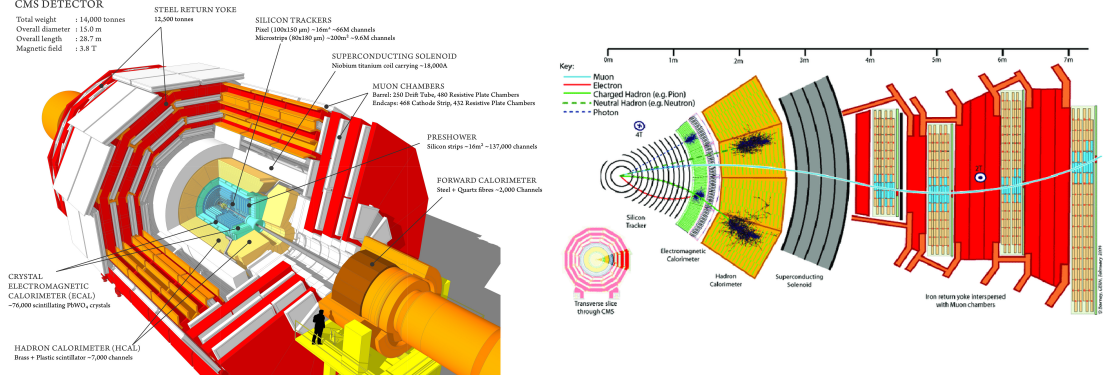 CMS DETECTOR
Total weight : 14,000 tonnes
Overall diameter : 15.0 m
Overall length : 28.7 m
Magnetic field : 3.8 T
STEEL RETURN YOKE
12,500 tonnes
SILICON TRACKERS
Pixel (100x150 μm) ~16m² ~66M channels
Microstrips (80x180 μm) ~200m² ~9.6M channels
SUPERCONDUCTING SOLENOID
Niobium titanium coil carrying ~18,000A
MUON CHAMBERS
Barrel: 250 Drift Tube, 480 Resistive Plate Chambers
Endcaps: 468 Cathode Strip, 432 Resistive Plate Chambers
PRESHOWER
Silicon strips ~16m² ~137,000 channels
FORWARD CALORIMETER
Steel + Quartz fibres ~2,000 Channels
CRYSTAL
ELECTROMAGNETIC
CALORIMETER (ECAL)
~76,000 scintillating PbWO₄ crystals
HADRON CALORIMETER (HCAL)
Brass + Plastic scintillator ~7,000 channels
0m 1m 2m 3m 4m 5m 6m 7m
Key:
Muon
Electron
Charged Hadron (e.g. Pion)
Neutral Hadron (e.g. Neutron)
Photon
4T
Silicon
Tracker
Electromagnetic
Calorimeter
Hadron
Calorimeter
Superconducting
Solenoid
Iron return yoke interspersed
with Muon chambers
Transverse slice
through CMS